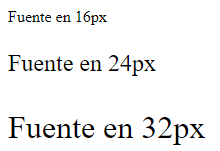 Fuente en 16px
Fuente en 24px
Fuente en 32px